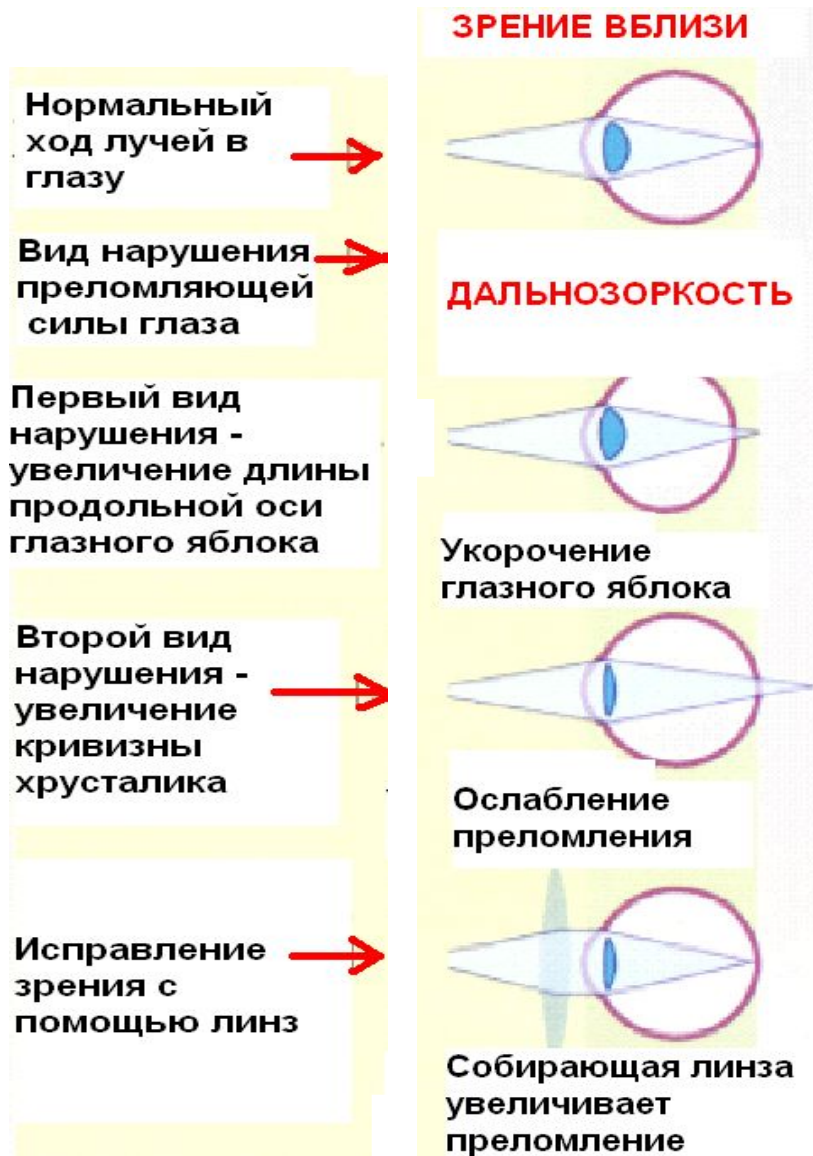 ЗРЕНИЕ ВБЛИЗИ
Нормальный
ход лучей в
глазу
Вид нарушения
преломляющей
силы глаза
ДАЛЬНОЗОРКОСТЬ
Первый вид
нарушения -
увеличение длины
продольной оси
глазного яблока
Укорочение
глазного яблока
Второй вид
нарушения -
увеличение
кривизны
хрусталика
Ослабление
преломления
Исправление
зрения с
помощью линз
Собирающая линза
увеличивает
преломление